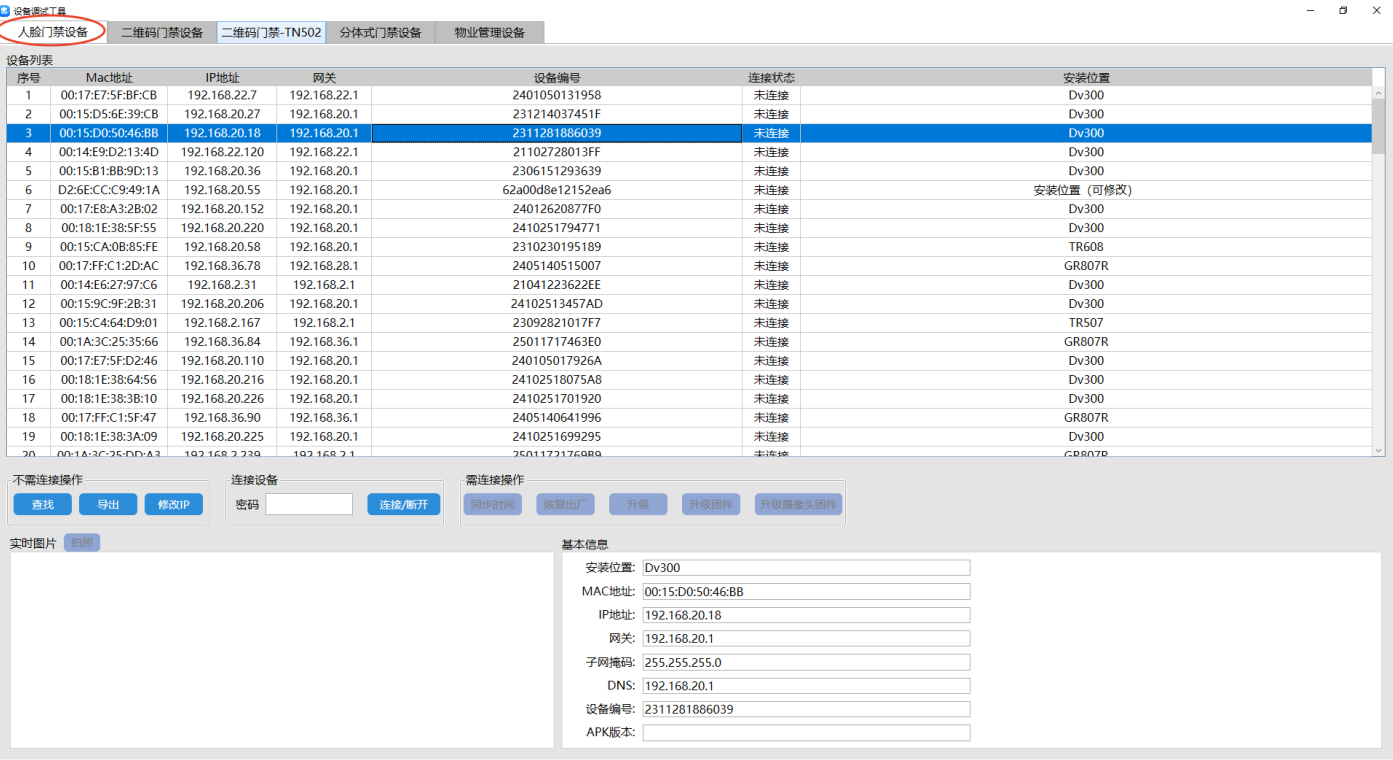 设备调试工具
人脸门禁设备 二维码门禁设备 二维码门禁-TN502 分体式门禁设备 物业管理设备
设备列表
序号 Mac地址 IP地址 网关 设备编号 连接状态 安装位置
1 00:17:E7:5F:BF:CB 192.168.22.7 192.168.22.1 2401050131958 未连接 Dv300
2 00:15:D5:6E:39:CB 192.168.20.27 192.168.20.1 231214037451F 未连接 Dv300
3 00:15:D0:50:46:BB 192.168.20.18 192.168.20.1 2311281886039 未连接 Dv300
4 00:14:E9:D2:13:4D 192.168.22.120 192.168.22.1 21102728013FF 未连接 Dv300
5 00:15:B1:BB:9D:13 192.168.20.36 192.168.20.1 2306151293639 未连接 Dv300
6 D2:6E:CC:C9:49:1A 192.168.20.55 192.168.20.1 62a00d8e12152ea6 未连接 安装位置（可修改）
7 00:17:E8:A3:2B:02 192.168.20.152 192.168.20.1 24012620877F0 未连接 Dv300
8 00:18:1E:38:5F:55 192.168.20.220 192.168.20.1 2410251794771 未连接 Dv300
9 00:15:CA:0B:85:FE 192.168.20.58 192.168.20.1 2310230195189 未连接 TR608
10 00:17:FF:C1:2D:AC 192.168.36.78 192.168.28.1 2405140515007 未连接 GR807R
11 00:14:E6:27:97:C6 192.168.2.31 192.168.2.1 21041223622EE 未连接 Dv300
12 00:15:9C:9F:2B:31 192.168.20.206 192.168.20.1 24102513457AD 未连接 Dv300
13 00:15:C4:64:D9:01 192.168.2.167 192.168.2.1 23092821017F7 未连接 TR507
14 00:1A:3C:25:35:66 192.168.36.84 192.168.36.1 25011717463E0 未连接 GR807R
15 00:17:E7:5F:D2:46 192.168.20.110 192.168.20.1 240105017926A 未连接 Dv300
16 00:18:1E:38:64:56 192.168.20.216 192.168.20.1 24102518075A8 未连接 Dv300
17 00:18:1E:38:3B:10 192.168.20.226 192.168.20.1 2410251701920 未连接 Dv300
18 00:17:FF:C1:5F:47 192.168.36.90 192.168.36.1 2405140641996 未连接 GR807R
19 00:18:1E:38:3A:09 192.168.20.225 192.168.20.1 2410251699295 未连接 Dv300
20 00:1A:3C:25:DD:A3 192.168.2.239 192.168.2.1 25011721769B9 未连接 GR807R
不需连接操作 连接设备 需连接操作
查找 导出 修改IP 密码 连接/断开 同步时间 恢复出厂 升级 升级固件 升级摄像头固件
实时图片 拍照 基本信息
安装位置: Dv300
MAC地址: 00:15:D0:50:46:BB
IP地址: 192.168.20.18
网关: 192.168.20.1
子网掩码: 255.255.255.0
DNS: 192.168.20.1
设备编号: 2311281886039
APK版本: